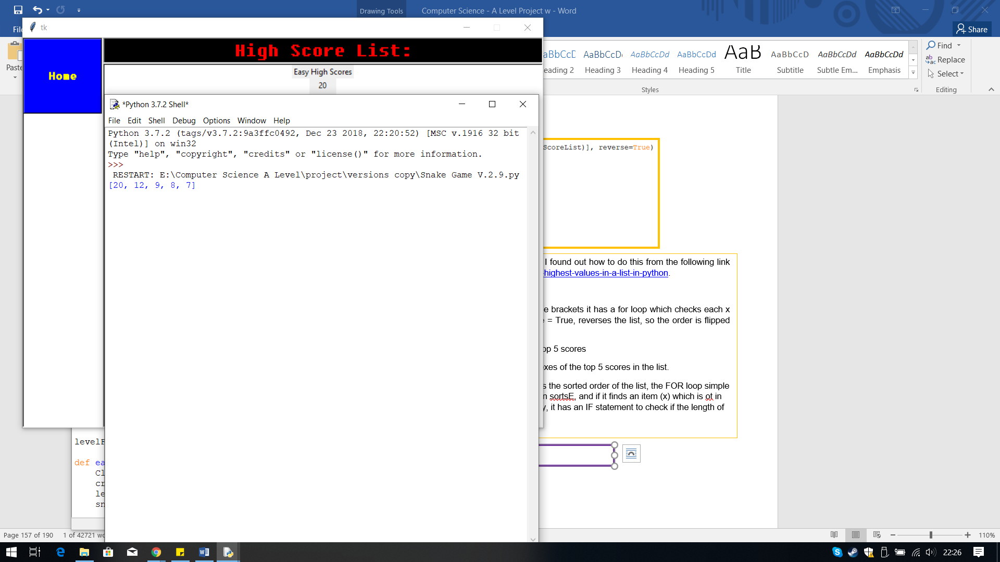 Drawing Tools
Computer Science - A Level Project w - Word
tk
Share
High Score List:
Home
Easy High Scores
20
Paste
AaBbCcD AaBbCcDd AaBbCcDd AaB AaBbCcD AaBbCcDd AaBbCcDd
Heading 3 Heading 4 Heading 5 Title Subtitle Subtle Em... Emphasis
Styles
Find
Replace
Select
Editing
*Python 3.7.2 Shell*
File Edit Shell Debug Options Window Help
Python 3.7.2 (tags/v3.7.2:9a3ffc0492, Dec 23 2018, 22:20:52) [MSC v.1916 32 bit
(Intel)] on win32
Type "help", "copyright", "credits" or "license()" for more information.
>>>
RESTART: E:\Computer Science A Level\project\versions copy\Snake Game V.2.9.py
[20, 12, 9, 8, 7]
ScoreList)], reverse=True)
I found out how to do this from the following link
-highest-values-in-a-list-in-python.
e brackets it has a for loop which checks each x
= True, reverses the list, so the order is flipped
op 5 scores
exes of the top 5 scores in the list.
s the sorted order of the list, the FOR loop simple
n sortsE, and if it finds an item (x) which is ot in
y, it has an IF statement to check if the length of
def ea
Cl
cr
le
sn
Page 157 of 190 1 of 42721 wo
110%
22:26